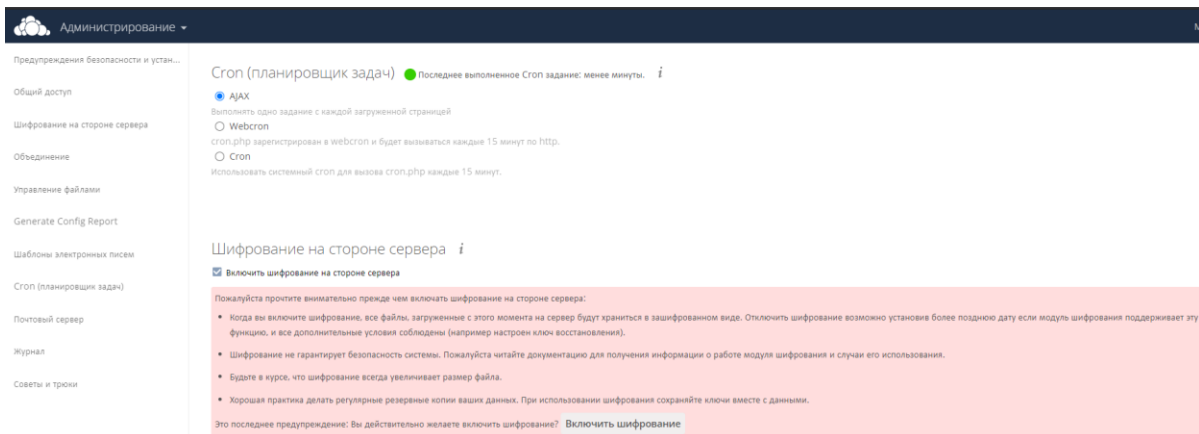 Администрирование
Предупреждения безопасности и устан...
Общий доступ
Шифрование на стороне сервера
Объединение
Управление файлами
Generate Config Report
Шаблоны электронных писем
Cron (планировщик задач)
Почтовый сервер
Журнал
Советы и трюки
Cron (планировщик задач) Последнее выполненное Cron задание: менее минуты. i
AJAX
Выполнять одно задание с каждой загруженной страницей
Webcron
cron.php зарегистрирован в webcron и будет вызываться каждые 15 минут по http.
Cron
Использовать системный cron для вызова cron.php каждые 15 минут.
Шифрование на стороне сервера i
Включить шифрование на стороне сервера
Пожалуйста прочтите внимательно прежде чем включать шифрование на стороне сервера:
Когда вы включите шифрование, все файлы, загруженные с этого момента на сервер будут храниться в зашифрованном виде. Отключить шифрование возможно установив более позднюю дату если модуль шифрования поддерживает эту
функцию, и все дополнительные условия соблюдены (например настроен ключ восстановления).
Шифрование не гарантирует безопасность системы. Пожалуйста читайте документацию для получения информации о работе модуля шифрования и случаи его использования.
Будьте в курсе, что шифрование всегда увеличивает размер файла.
Хорошая практика делать регулярные резервные копии ваших данных. При использовании шифрования сохраняйте ключи вместе с данными.
Это последнее предупреждение: Вы действительно желаете включить шифрование? Включить шифрование